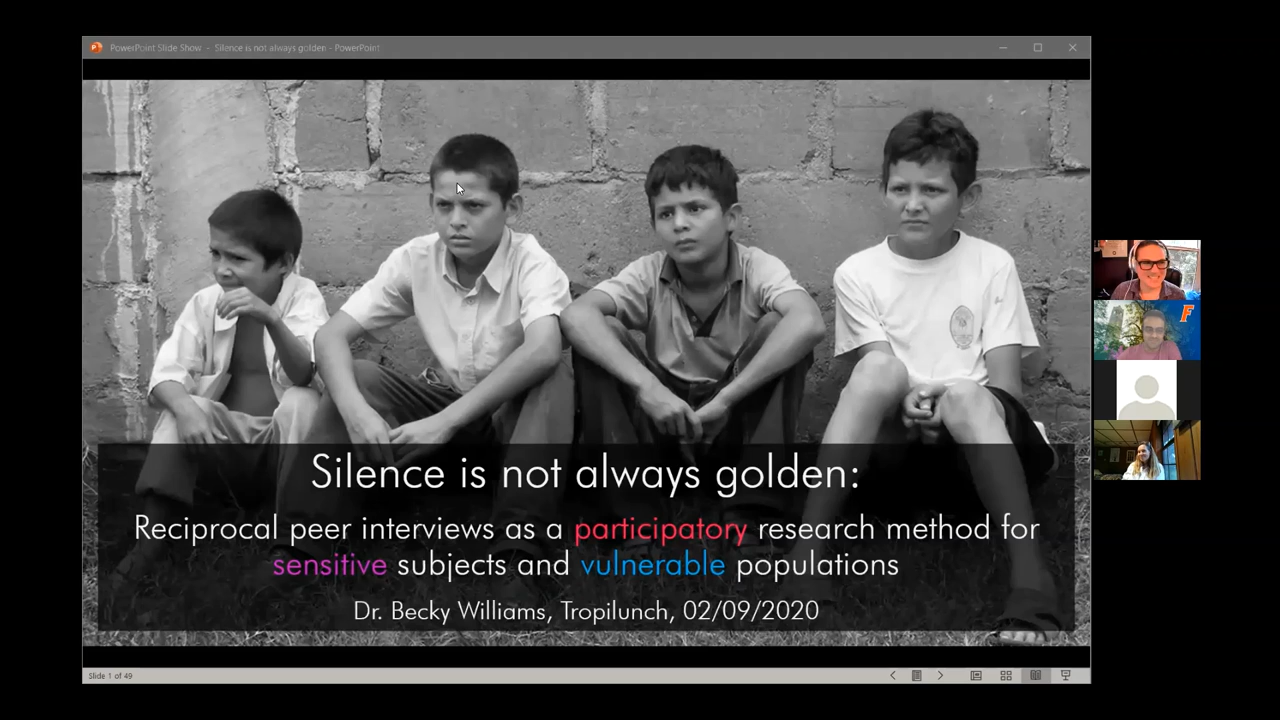 PowerPoint Slide Show - Silence is not always golden - PowerPoint
F
Silence is not always golden:
Reciprocal peer interviews as a participatory research method for
sensitive subjects and vulnerable populations
Dr. Becky Williams, Tropilunch, 02/09/2020
Slide 1 of 49